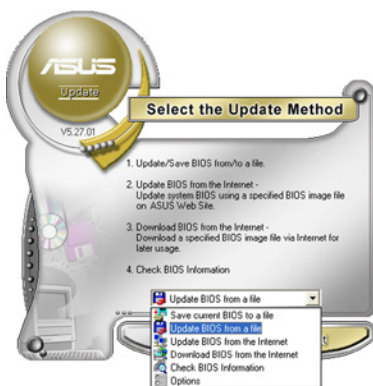 ASUS
Update
V5.27.01
Select the Update Method
1. Update/Save BIOS from/to a file.
2. Update BIOS from the Internet -
Update system BIOS using a specified BIOS image file
on ASUS Web Site.
3. Download BIOS from the Internet -
Download a specified BIOS image file via Internet for
later usage.
4. Check BIOS Information
Update BIOS from a file
Save current BIOS to a file
Update BIOS from a file
Update BIOS from the Internet
Download BIOS from the Internet
Check BIOS Information
Options